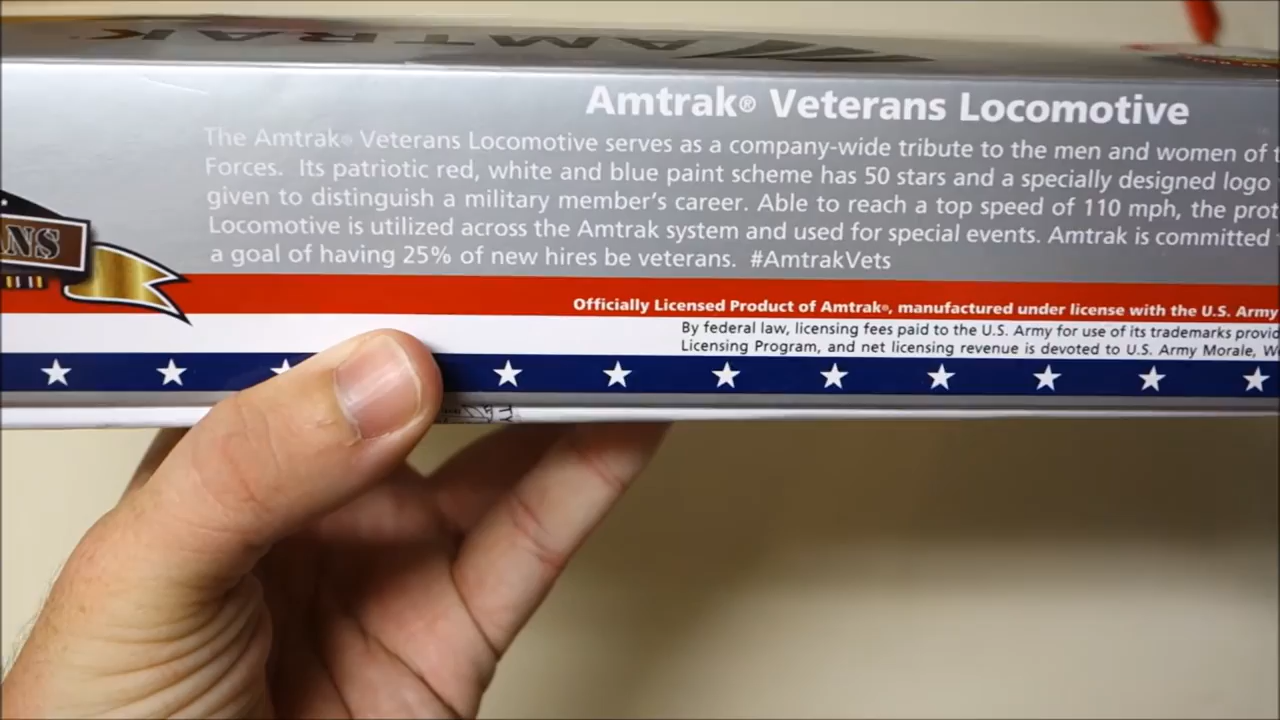 AMTRAK
Amtrak® Veterans Locomotive
The Amtrak® Veterans Locomotive serves as a company-wide tribute to the men and women of
Forces. Its patriotic red, white and blue paint scheme has 50 stars and a specially designed logo
given to distinguish a military member's career. Able to reach a top speed of 110 mph, the
Locomotive is utilized across the Amtrak system and used for special events. Amtrak is committed
a goal of having 25% of new hires be veterans. #AmtrakVets
NS
Officially Licensed Product of Amtrak®, manufactured under license with the U.S. Army
By federal law, licensing fees paid to the U.S. Army for use of its trademarks
Licensing Program, and net licensing revenue is devoted to U.S. Army Morale,